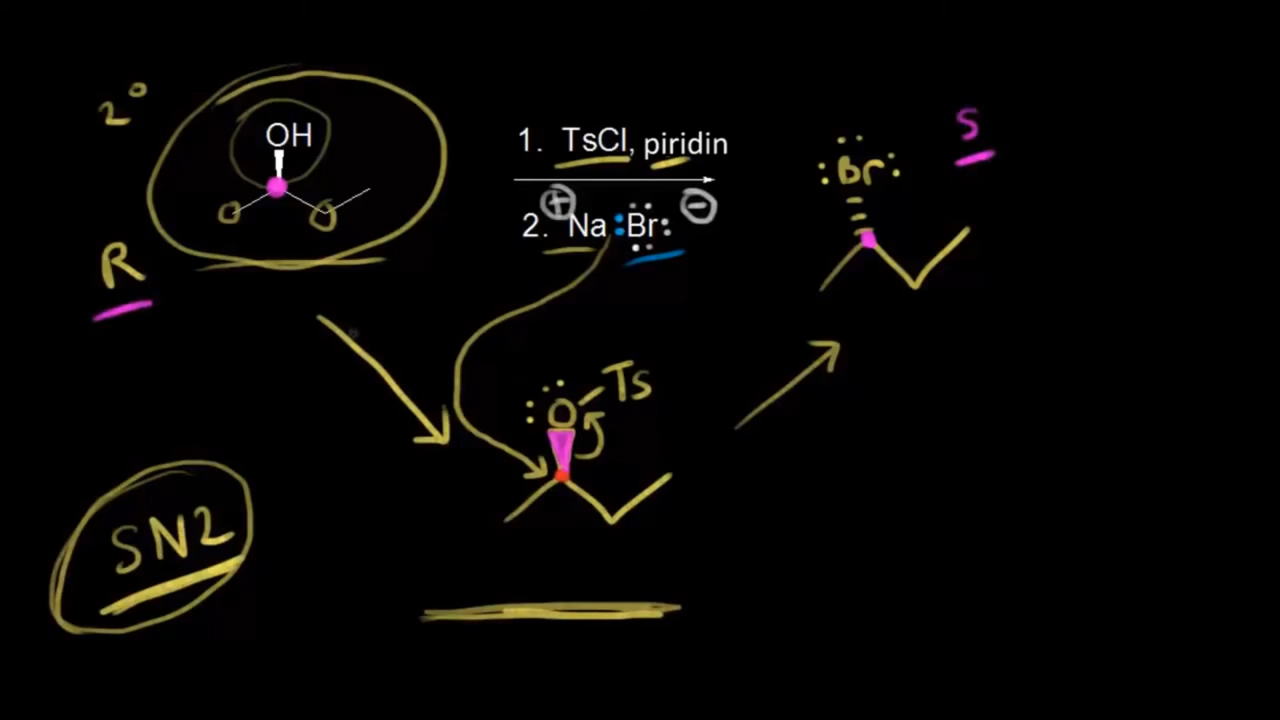 2°
OH
R
1. TsCl, piridin
2. Na :Br:
+
-
:Br:
S
:O-Ts
SN2